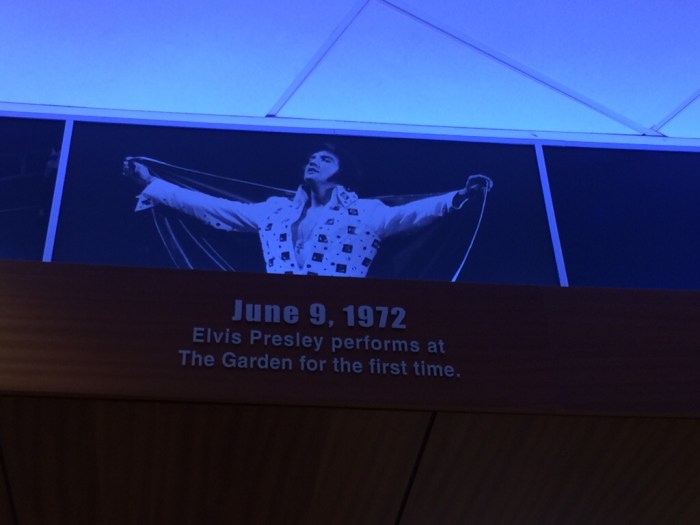 June 9, 1972
Elvis Presley performs at
The Garden for the first time.